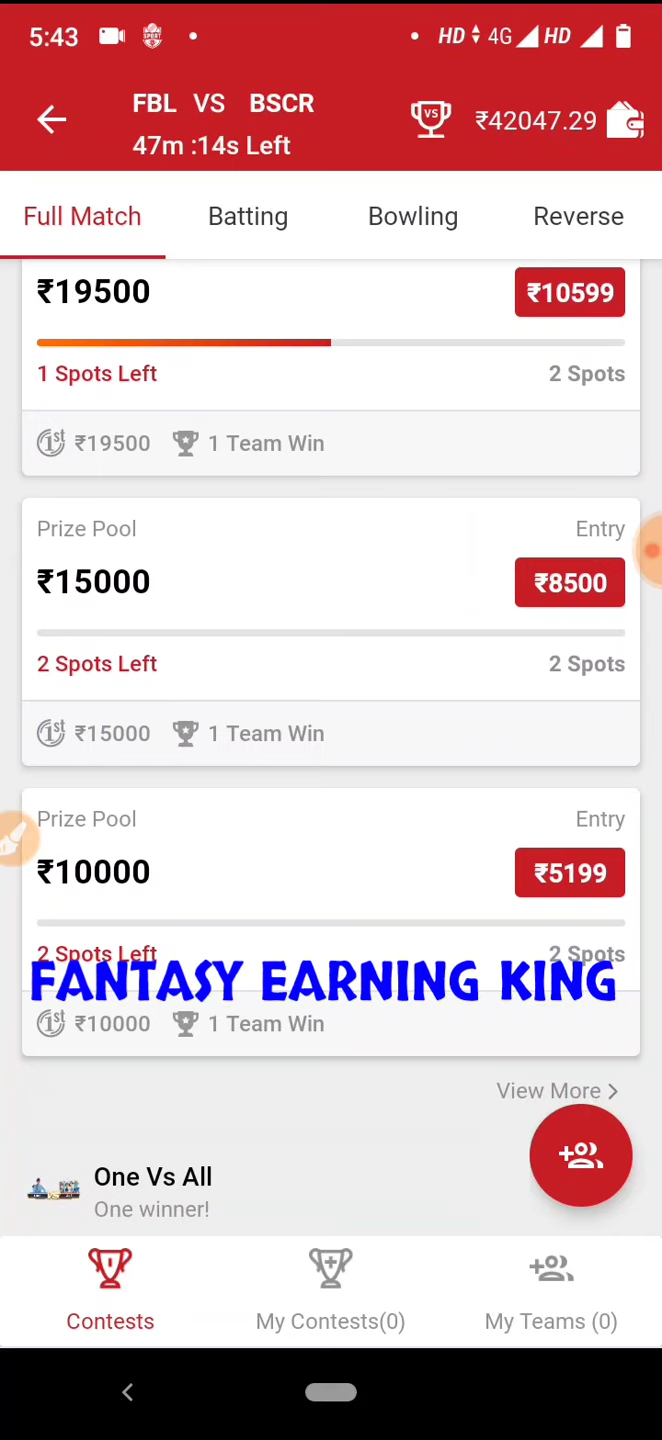 5:43 HD 4G HD
FBL VS BSCR
47m :14s Left
VS ₹42047.29
Full Match Batting Bowling Reverse
₹19500 ₹10599
1 Spots Left 2 Spots
1st ₹19500 1 Team Win
Prize Pool Entry
₹15000 ₹8500
2 Spots Left 2 Spots
1st ₹15000 1 Team Win
Prize Pool Entry
₹10000 ₹5199
2 Spots Left 2 Spots
FANTASY EARNING KING
1st ₹10000 1 Team Win
View More >
One Vs All
One winner!
Contests My Contests(0) My Teams (0)